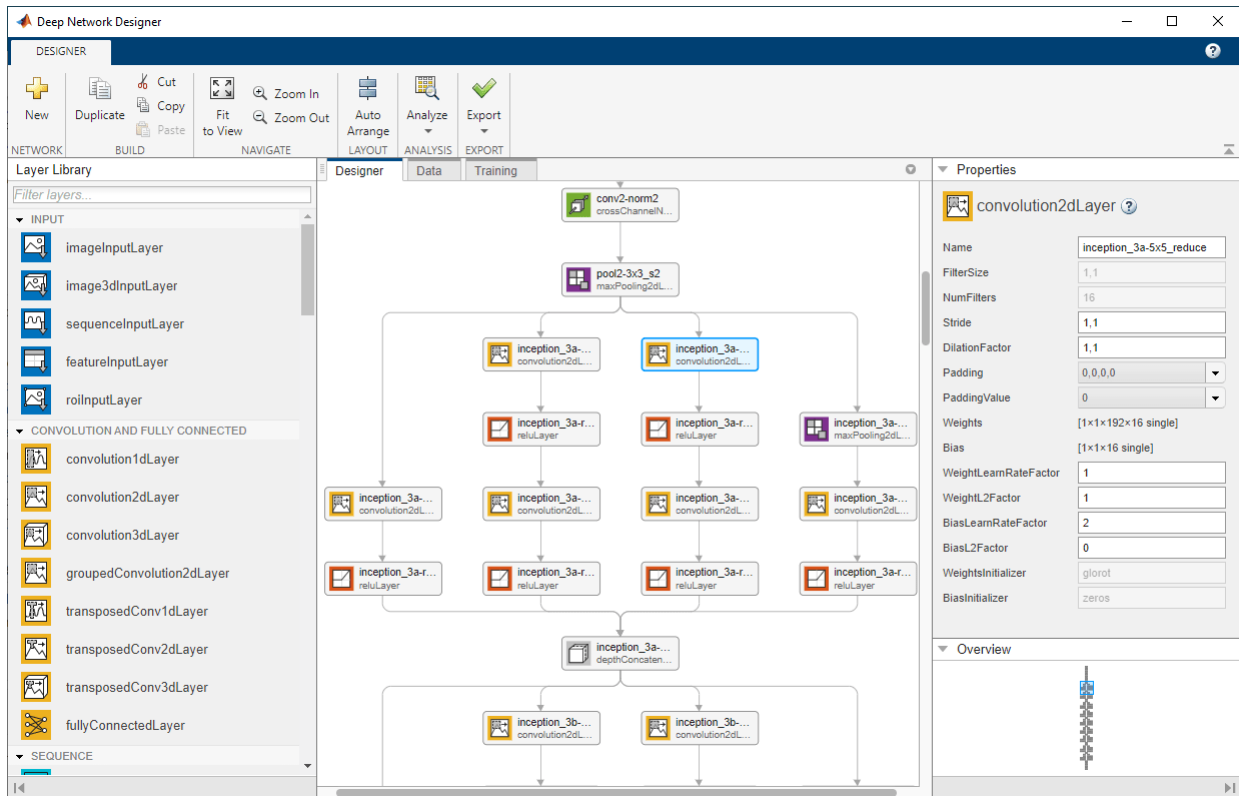 Deep Network Designer
DESIGNER
New
Duplicate
Cut
Copy
Paste
Fit
to View
Zoom In
Zoom Out
Auto
Arrange
Analyze
Export
NETWORK
BUILD
NAVIGATE
LAYOUT
ANALYSIS
EXPORT
Layer Library
Filter layers...
INPUT
imageInputLayer
image3dInputLayer
sequenceInputLayer
featureInputLayer
roiInputLayer
CONVOLUTION AND FULLY CONNECTED
convolution1dLayer
convolution2dLayer
convolution3dLayer
groupedConvolution2dLayer
transposedConv1dLayer
transposedConv2dLayer
transposedConv3dLayer
fullyConnectedLayer
SEQUENCE
Designer
Data
Training
conv2-norm2
crossChannelN...
pool2-3x3_s2
maxPooling2dL...
inception_3a-...
convolution2dL...
inception_3a-...
convolution2dL...
inception_3a-r...
reluLayer
inception_3a-r...
reluLayer
inception_3a-...
maxPooling2dL...
inception_3a-...
convolution2dL...
inception_3a-...
convolution2dL...
inception_3a-...
convolution2dL...
inception_3a-...
convolution2dL...
inception_3a-r...
reluLayer
inception_3a-r...
reluLayer
inception_3a-r...
reluLayer
inception_3a-r...
reluLayer
inception_3a-...
depthConcaten...
inception_3b-...
convolution2dL...
inception_3b-...
convolution2dL...
Properties
convolution2dLayer ?
Name inception_3a-5x5_reduce
FilterSize 1,1
NumFilters 16
Stride 1,1
DilationFactor 1,1
Padding 0,0,0,0
PaddingValue 0
Weights [1×1×192×16 single]
Bias [1×1×16 single]
WeightLearnRateFactor 1
WeightL2Factor 1
BiasLearnRateFactor 2
BiasL2Factor 0
WeightsInitializer glorot
BiasInitializer zeros
Overview